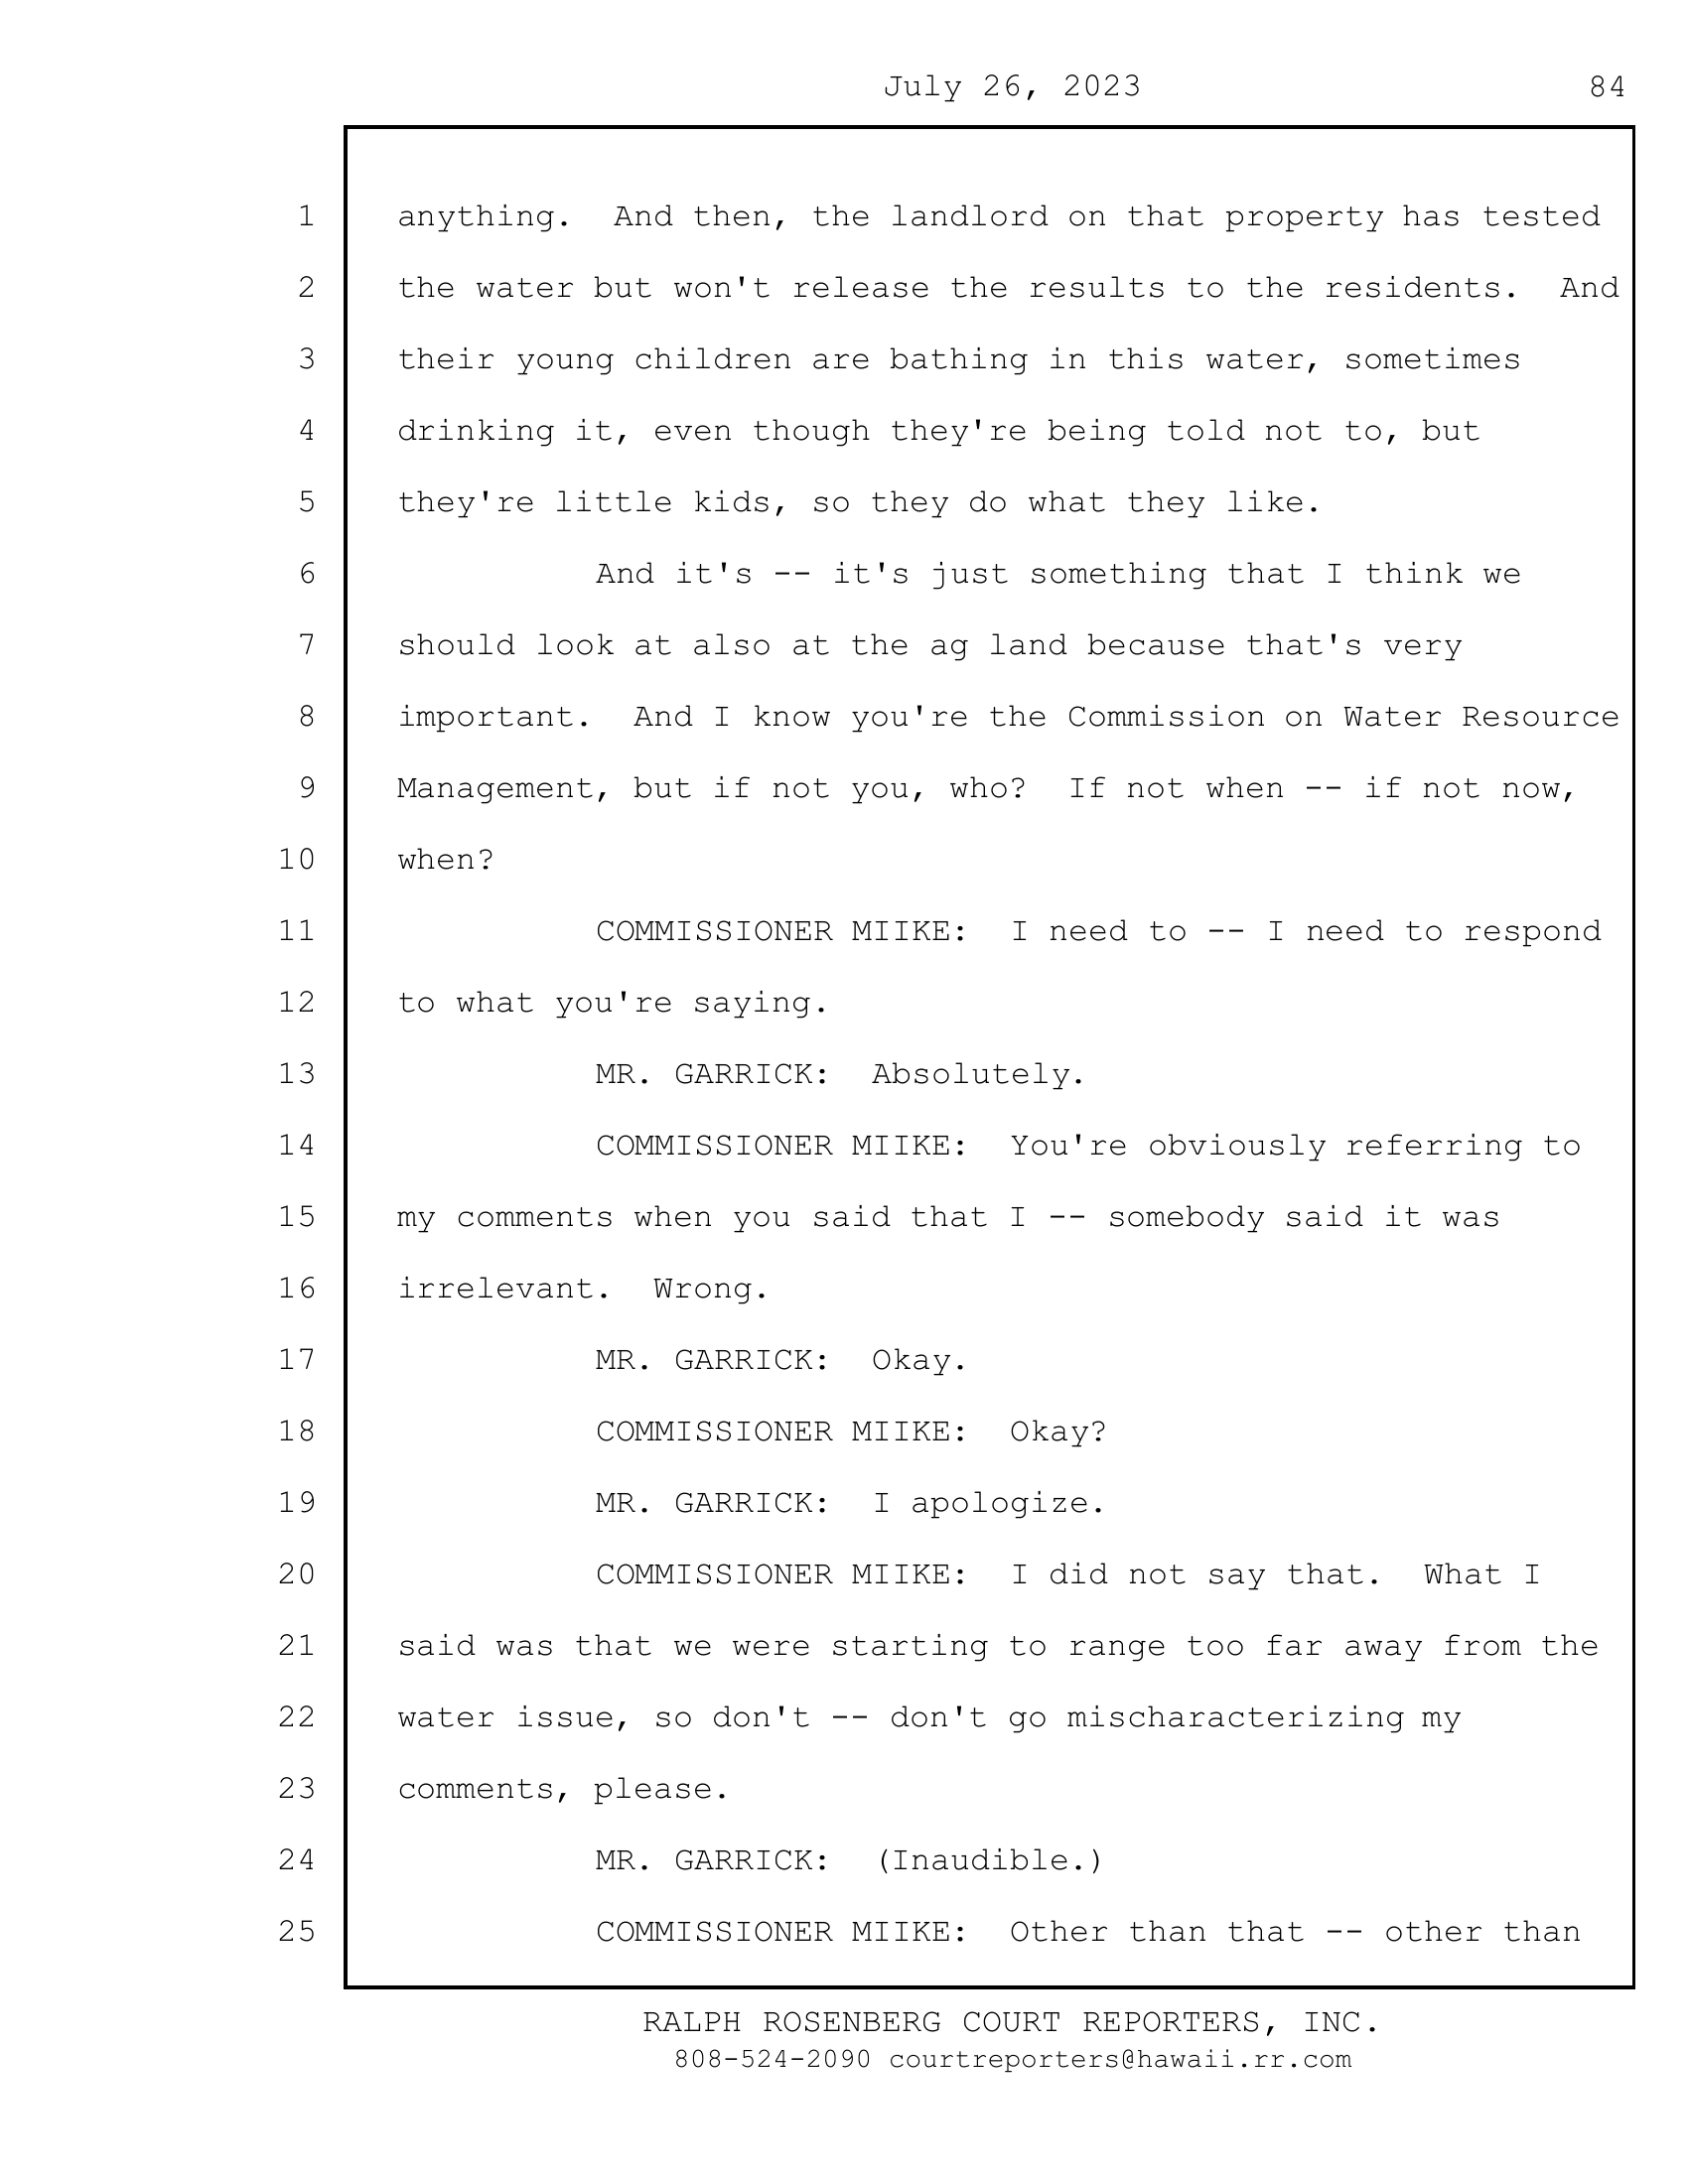 July 26, 2023 84
1 anything.  And then, the landlord on that property has tested
2 the water but won't release the results to the residents.  And
3 their young children are bathing in this water, sometimes
4 drinking it, even though they're being told not to, but
5 they're little kids, so they do what they like.
6 And it's -- it's just something that I think we
7 should look at also at the ag land because that's very
8 important.  And I know you're the Commission on Water Resource
9 Management, but if not you, who?  If not when -- if not now,
10 when?
11 COMMISSIONER MIIKE:  I need to -- I need to respond
12 to what you're saying.
13 MR. GARRICK:  Absolutely.
14 COMMISSIONER MIIKE:  You're obviously referring to
15 my comments when you said that I -- somebody said it was
16 irrelevant.  Wrong.
17 MR. GARRICK:  Okay.
18 COMMISSIONER MIIKE:  Okay?
19 MR. GARRICK:  I apologize.
20 COMMISSIONER MIIKE:  I did not say that.  What I
21 said was that we were starting to range too far away from the
22 water issue, so don't -- don't go mischaracterizing my
23 comments, please.
24 MR. GARRICK:  (Inaudible.)
25 COMMISSIONER MIIKE:  Other than that -- other than
RALPH ROSENBERG COURT REPORTERS, INC.
808-524-2090 courtreporters@hawaii.rr.com